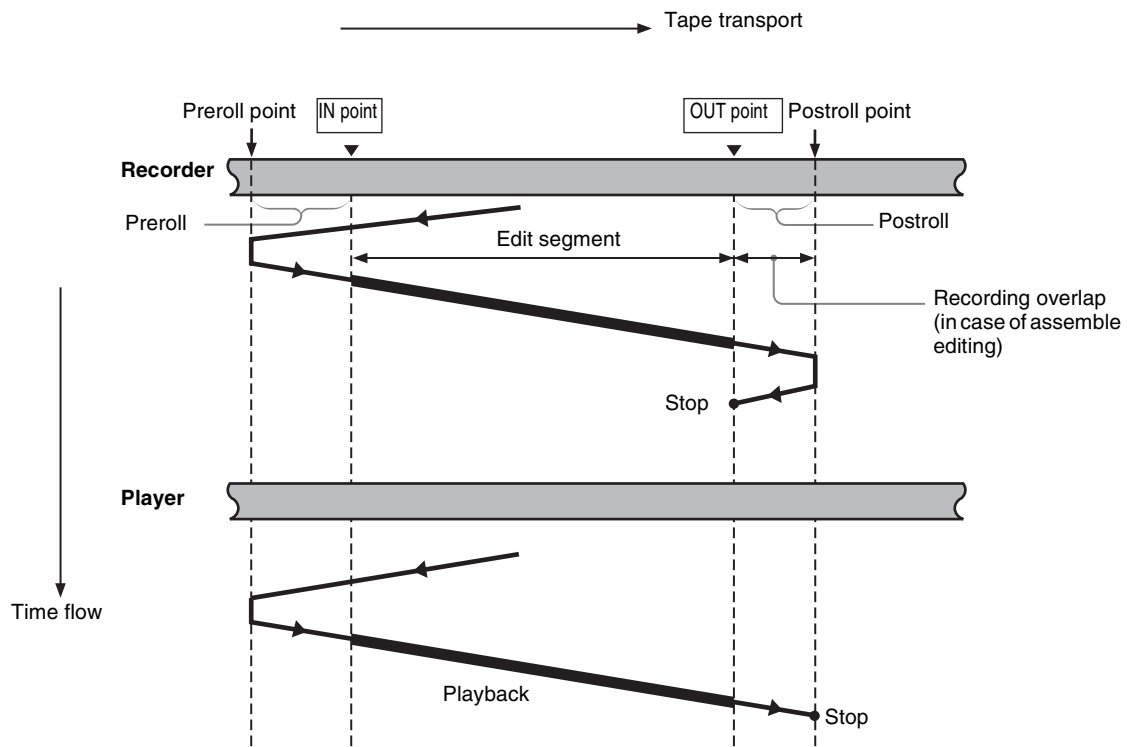 Tape transport
Preroll point
IN point
OUT point
Postroll point
Recorder
Preroll
Postroll
Edit segment
Recording overlap
(in case of assemble
editing)
Stop
Player
Time flow
Playback
Stop